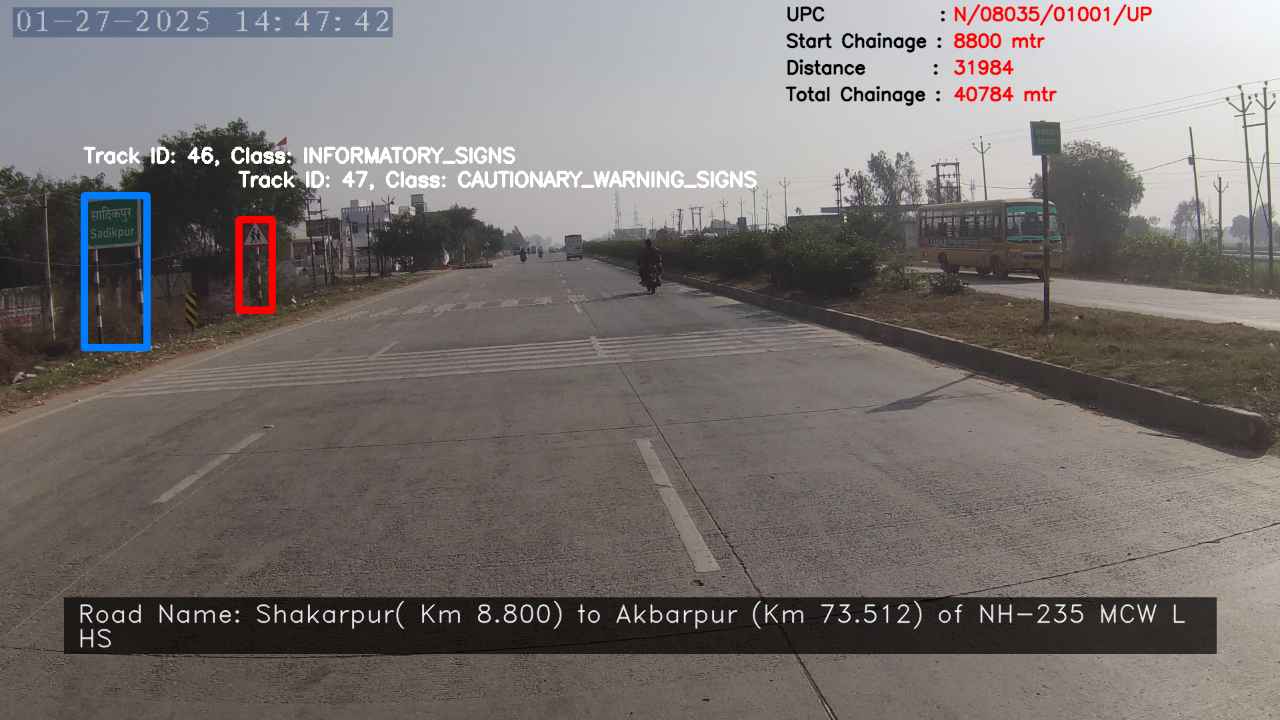 01-27-2025 14:47:42
UPC : N/08035/01001/UP
Start Chainage : 8800 mtr
Distance : 31984
Total Chainage : 40784 mtr
Track ID: 46, Class: INFORMATORY_SIGNS
Track ID: 47, Class: CAUTIONARY_WARNING_SIGNS
सादिकपुर
Sadikpur
Road Name: Shakarpur( Km 8.800) to Akbarpur (Km 73.512) of NH-235 MCW L
HS